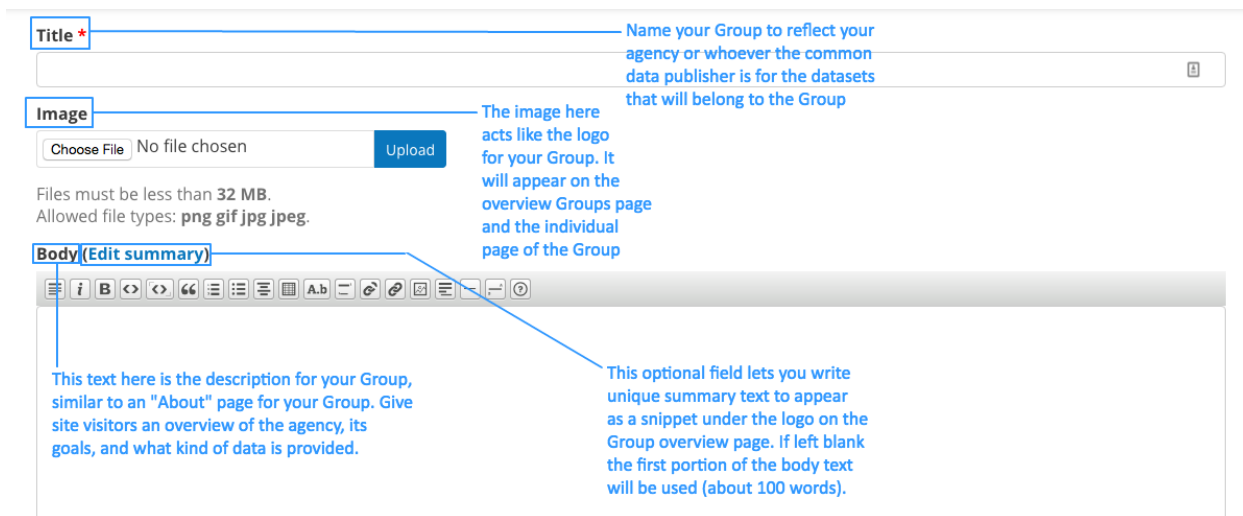 Title *
Name your Group to reflect your
agency or whoever the common
data publisher is for the datasets
that will belong to the Group
Image
Choose File No file chosen Upload
Files must be less than 32 MB.
Allowed file types: png gif jpg jpeg.
The image here
acts like the logo
for your Group. It
will appear on the
overview Groups page
and the individual
page of the Group
Body (Edit summary)
i B <> <> “ A.b ?
This text here is the description for your Group,
similar to an "About" page for your Group. Give
site visitors an overview of the agency, its
goals, and what kind of data is provided.
This optional field lets you write
unique summary text to appear
as a snippet under the logo on the
Group overview page. If left blank
the first portion of the body text
will be used (about 100 words).